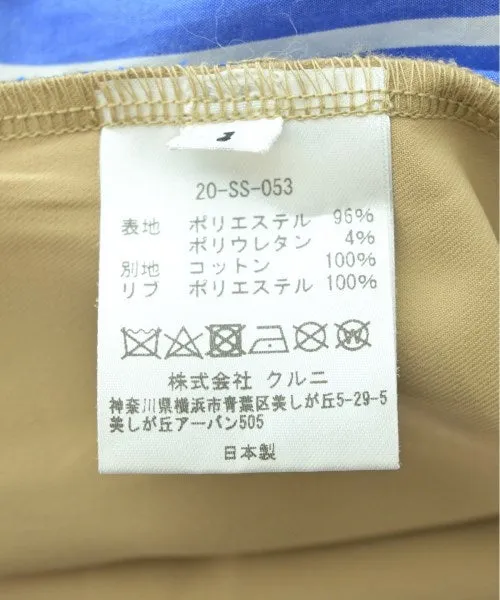 3
20-SS-053
表地 ポリエステル 96%
ポリウレタン 4%
別地 コットン 100%
リブ ポリエステル 100%
株式会社 クルニ
神奈川県横浜市青葉区美しが丘5-29-5
美しが丘アーバン505
日本製